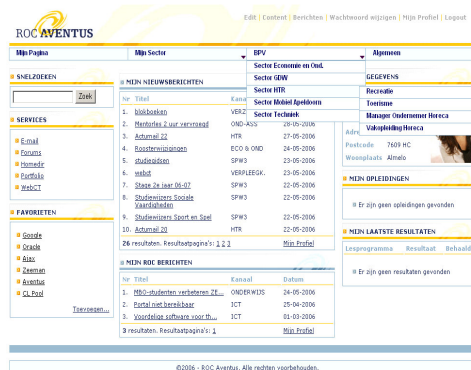 Edit | Content | Berichten | Wachtwoord wijzigen | Mijn Profiel | Logout
ROC AVENTUS
Mijn Pagina
Mijn Sector
BPV
Algemeen
Sector Economie en Ond.
Sector GDW
Sector HTR
Sector Mobiel Apeldoorn
Sector Techniek
GEGEVENS
Recreatie
Toerisme
Manager Ondernemer Horeca
Vakopleiding Horeca
SNELZOEKEN
Zoek
SERVICES
E-mail
Forums
Homedir
Portfolio
WebCT
FAVORIETEN
Google
Oracle
Ajax
Zeeman
Aventus
CL Pool
Toevoegen...
MIJN NIEUWSBERICHTEN
Nr Titel Kana
1. blokboeken VERZ
2. Mentorles 2 uur vervroegd OND-ASS 28-05-2006
3. Actumail 22 HTR 27-05-2006
4. Roosterwijzigingen ECO & OND 24-05-2006
5. studiegidsen SPW3 23-05-2006
6. webst VERPLEEGK. 23-05-2006
7. Stage 2e jaar 06-07 SPW3 22-05-2006
8. Studiewijzers Sociale Vaardigheden SPW3 22-05-2006
9. Studiewijzers Sport en Spel SPW3 22-05-2006
10. Actumail 20 HTR 22-05-2006
26 resultaten. Resultaatpagina's: 1 2 3 Mijn Profiel
MIJN ROC BERICHTEN
Nr Titel Kanaal Datum
1. MBO-studenten verbeteren ZE... ONDERWIJS 24-05-2006
2. Portal niet bereikbaar ICT 25-04-2006
3. Voordelige software voor th... ICT 01-03-2006
3 resultaten. Resultaatpagina's: 1 Mijn Profiel
Adre
Postcode 7609 HC
Woonplaats Almelo
MIJN OPLEIDINGEN
Er zijn geen opleidingen gevonden
MIJN LAATSTE RESULTATEN
Lesprogramma Resultaat Behaald
Er zijn geen resultaten gevonden
©2006 - ROC Aventus. Alle rechten voorbehouden.